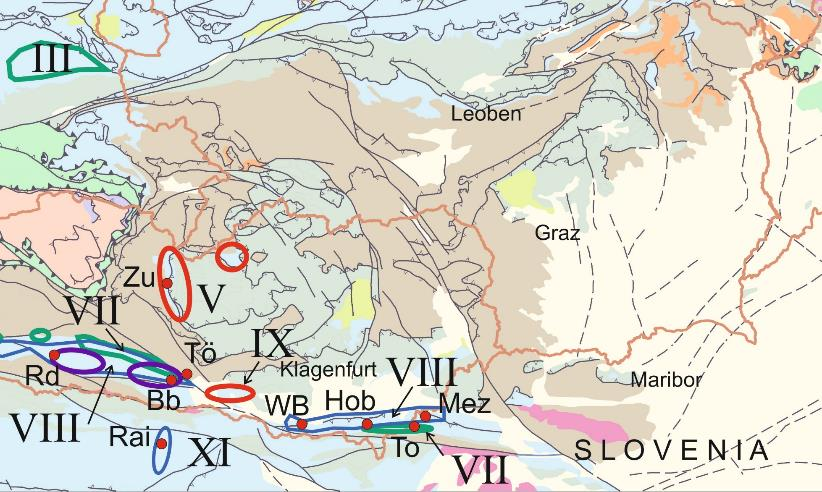 III
Leoben
Graz
Zu
V
VII
Tö
IX
Klagenfurt
VIII
Rd
Bb
WB
Hob
Mez
Maribor
VIII
Rai
XI
To
VII
SLOVENIA